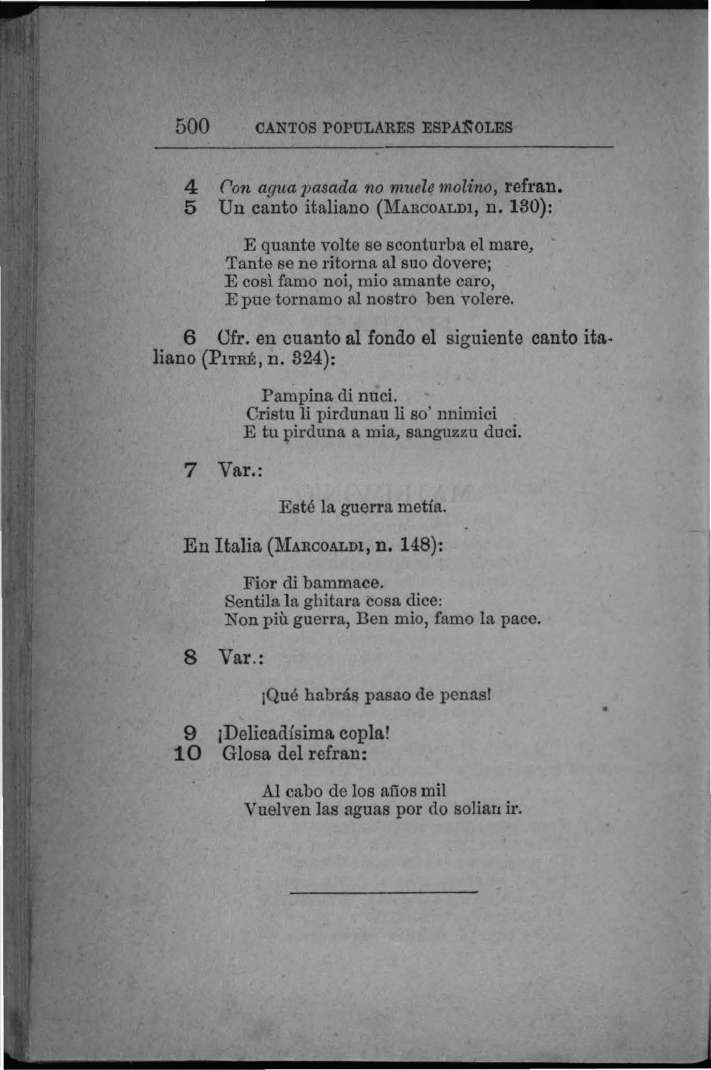 500 CANTOS POPULARES ESPAÑOLES
4 Con agua pasada no muele molino, refran.
5 Un canto italiano (MARCOALDI, n. 130):
E quante volte se sconturba el mare,
Tante se ne ritorna al suo dovere;
E così famo noi, mio amante caro,
E pue tornamo al nostro ben volere.
6 Cfr. en cuanto al fondo el siguiente canto ita-
liano (PITRÉ, n. 324):
Pampina di nuci.
Cristu li pirdunau li so' nnimici
E tu pirduna a mia, sanguzzu duci.
7 Var.:
Esté la guerra metía.
En Italia (MARCOALDI, n. 148):
Fior di bammace.
Sentila la ghitara cosa dice:
Non più guerra, Ben mio, famo la pace.
8 Var.:
¡Qué habrás pasao de penas!
9 ¡Delicadísima copla!
10 Glosa del refran:
Al cabo de los años mil
Vuelven las aguas por do solian ir.